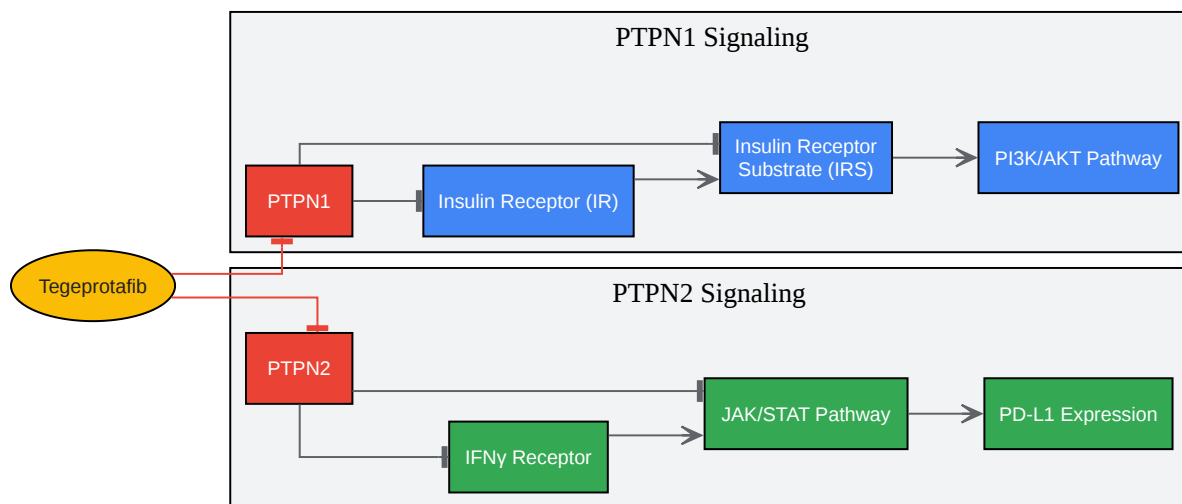 PTPN1 Signaling
Insulin Receptor
Substrate (IRS)
PI3K/AKT Pathway
PTPN1
Insulin Receptor (IR)
Tegeprotafib
PTPN2 Signaling
PTPN2
JAK/STAT Pathway
PD-L1 Expression
IFNγ Receptor